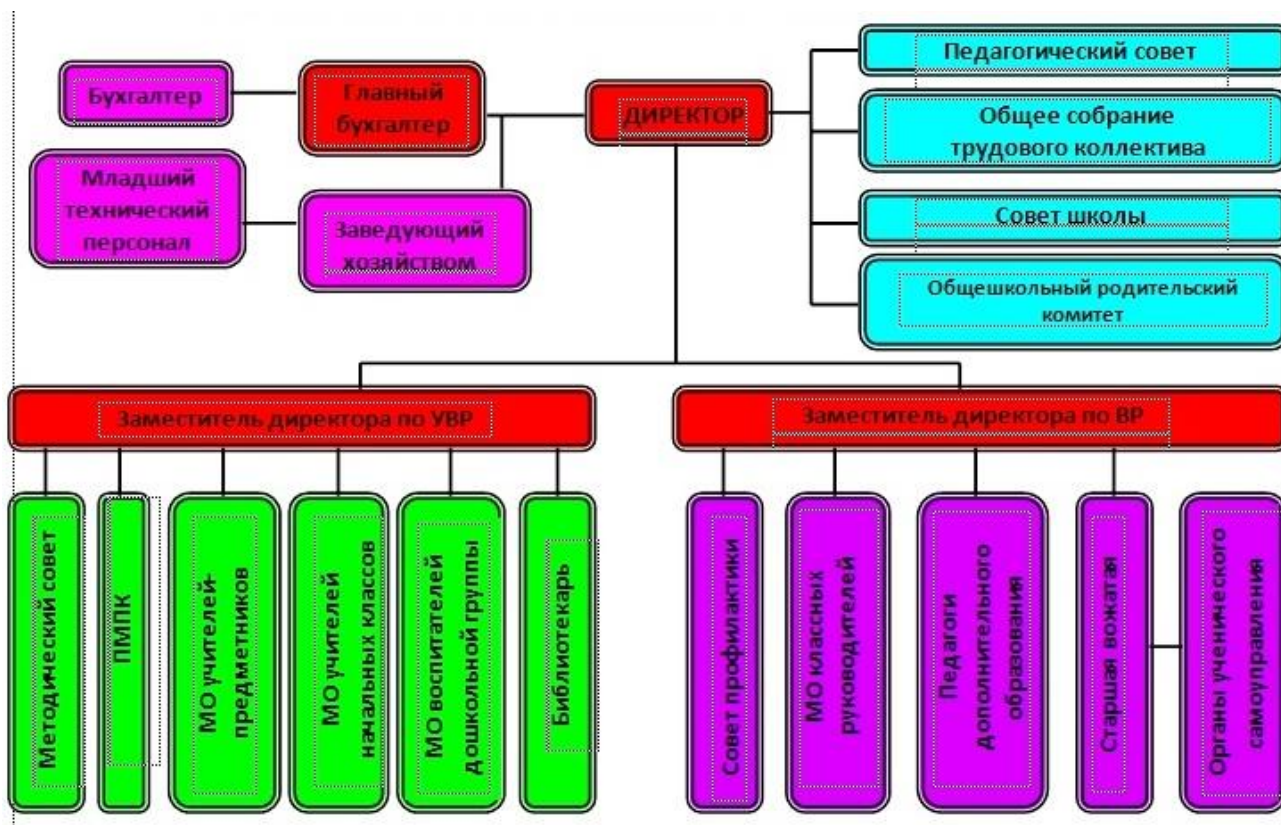 Педагогический совет
Бухгалтер
Главный
бухгалтер
ДИРЕКТОР
Общее собрание
трудового коллектива
Младший
технический
персонал
Заведующий
хозяйством
Совет школы
Общешкольный родительский
комитет
Заместитель директора по УВР
Заместитель директора по ВР
Методический совет
ПМПК
МО учителей-
предметников
МО учителей
начальных классов
МО воспитателей
дошкольной группы
Библиотекарь
Совет профилактики
МО классных
руководителей
Педагоги
дополнительного
образования
Старшая вожатая
Органы ученического
самоуправления